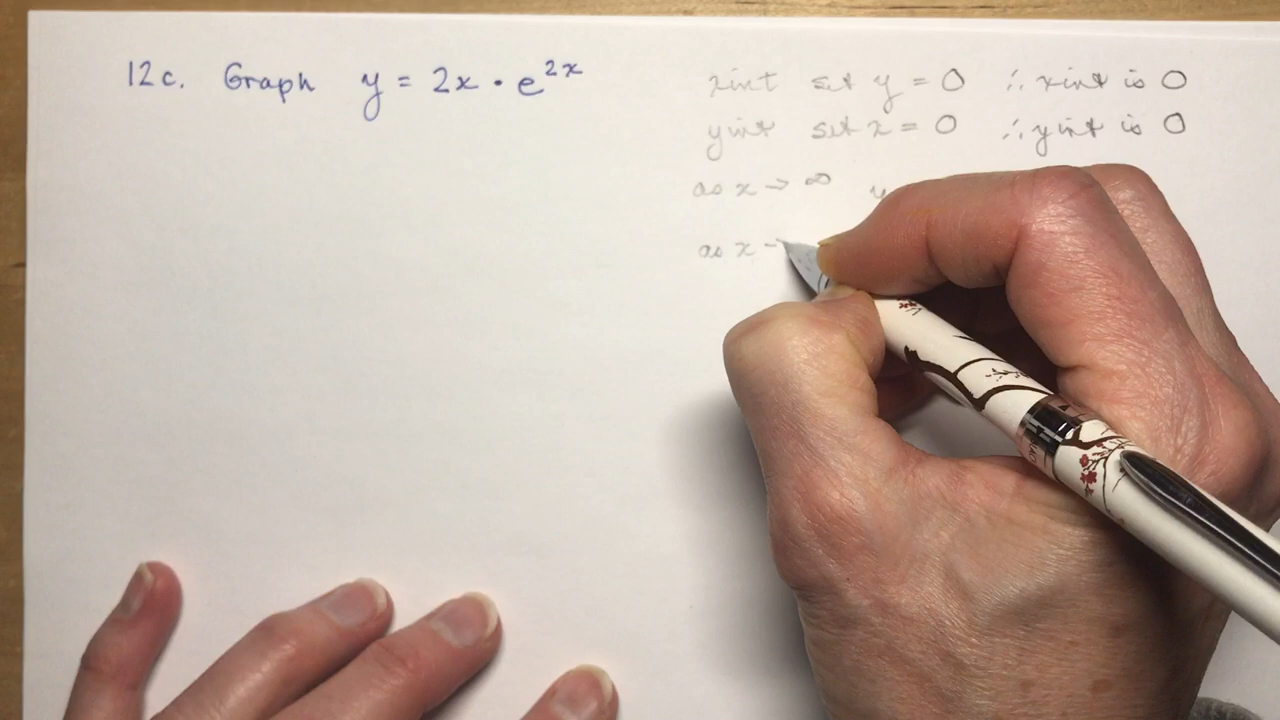 12c. Graph y = 2x · e^2x
xint set y = 0 ∴ xint is 0
yint set x = 0 ∴ yint is 0
as x → ∞ y
as x -